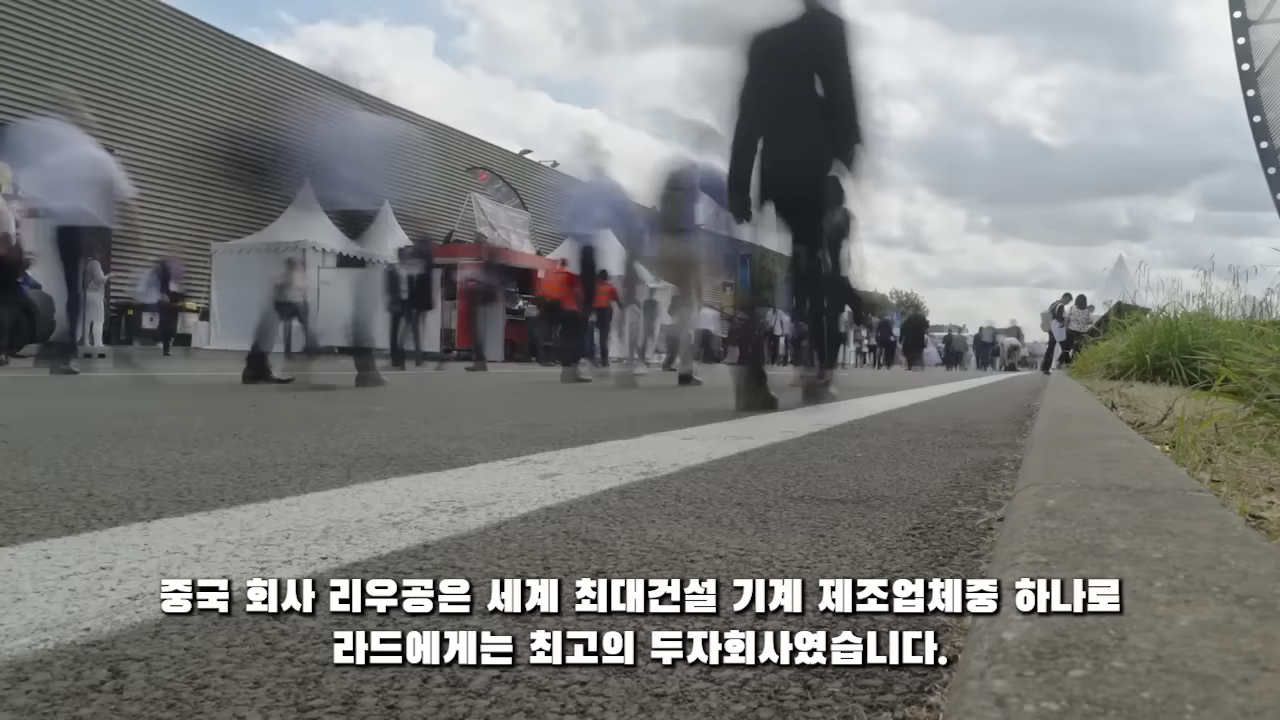 중국 회사 리우공은 세계 최대건설 기계 제조업체중 하나로
라드에게는 최고의 두자회사였습니다.